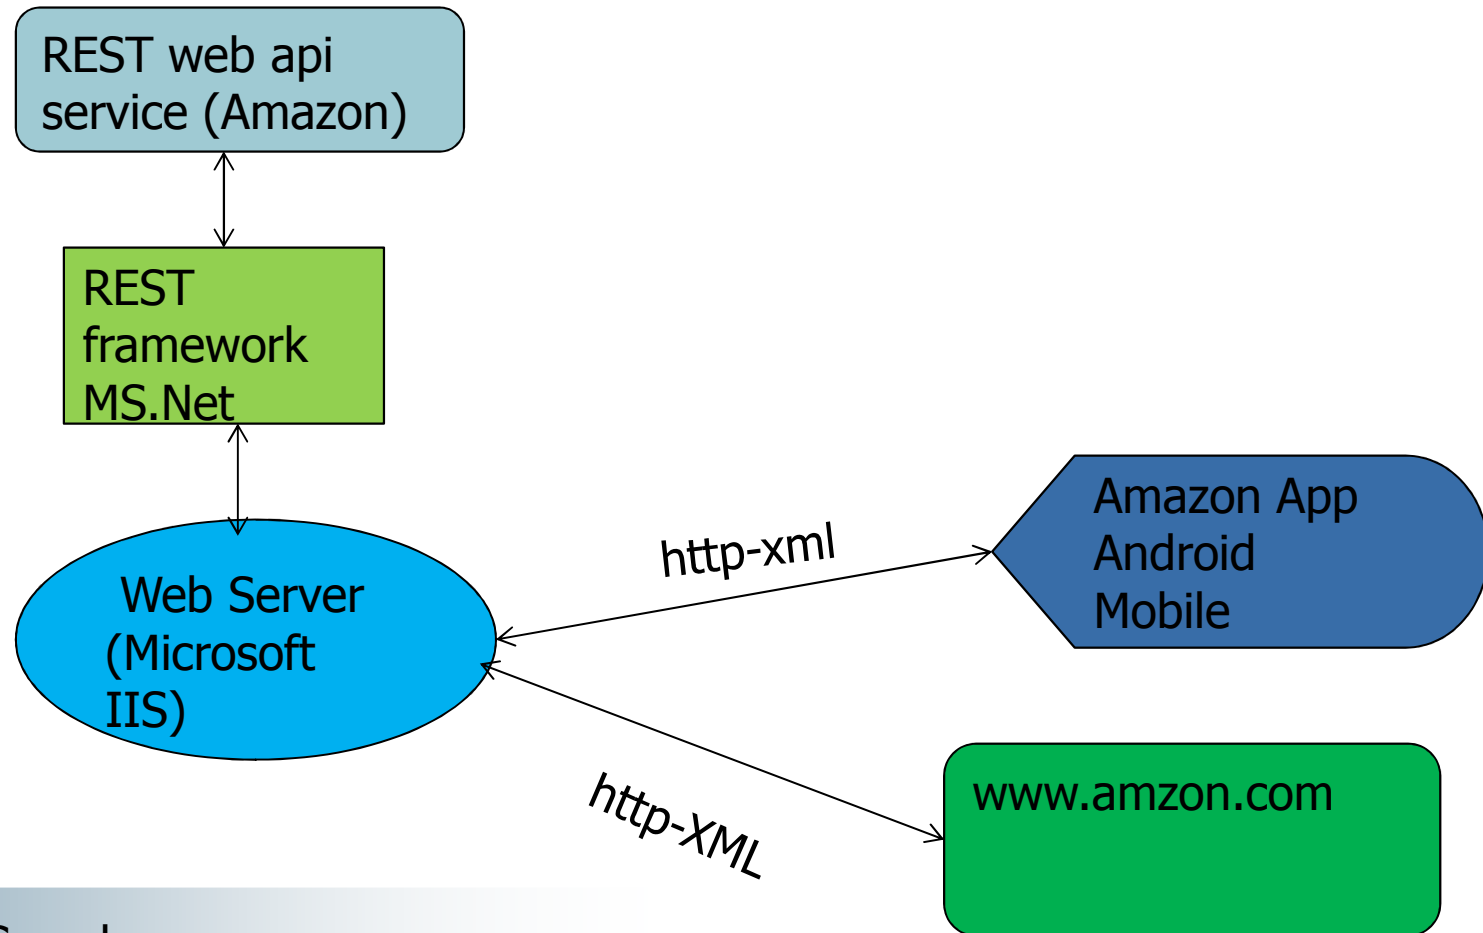 REST web api
service (Amazon)
REST
framework
MS.Net
Web Server
(Microsoft
IIS)
http-xml
Amazon App
Android
Mobile
http-XML
www.amzon.com